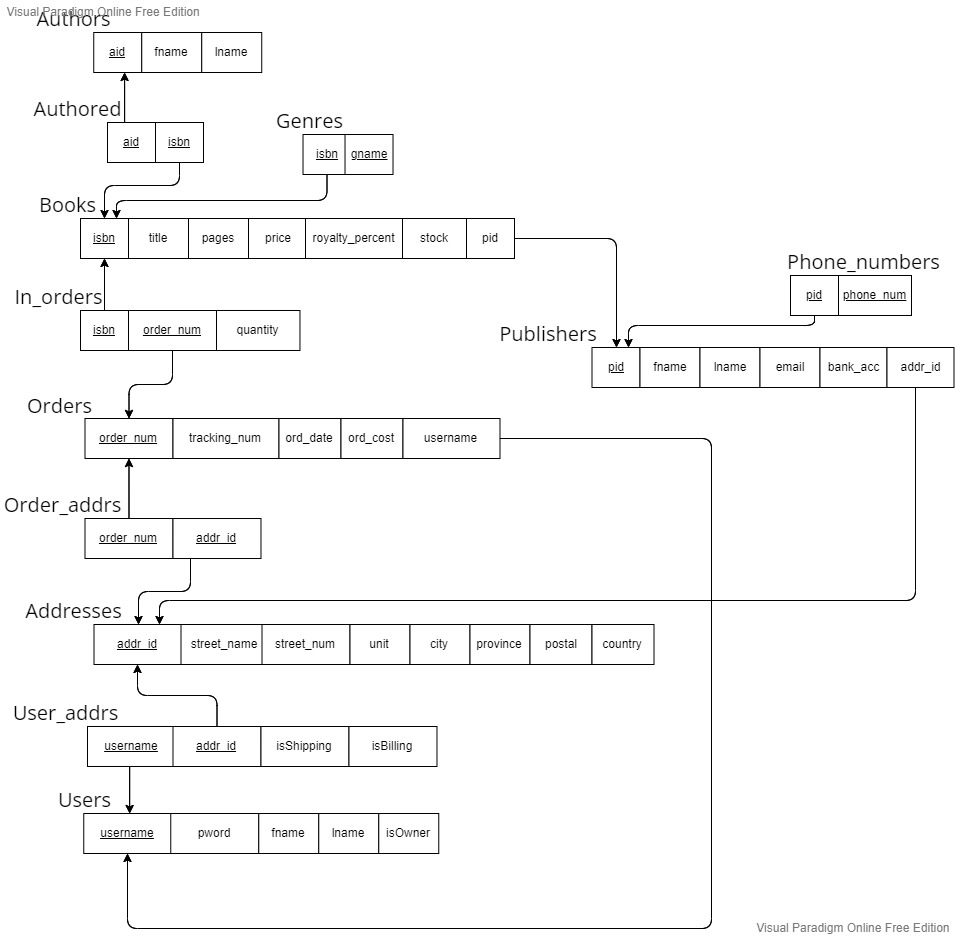 Visual Paradigm Online Free Edition
Authors
aid fname lname
Authored
aid isbn
Genres
isbn gname
Books
isbn title pages price royalty_percent stock pid
Phone_numbers
pid phone_num
In_orders
isbn order_num quantity
Publishers
pid fname lname email bank_acc addr_id
Orders
order_num tracking_num ord_date ord_cost username
Order_addrs
order_num addr_id
Addresses
addr_id street_name street_num unit city province postal country
User_addrs
username addr_id isShipping isBilling
Users
username pword fname lname isOwner
Visual Paradigm Online Free Edition